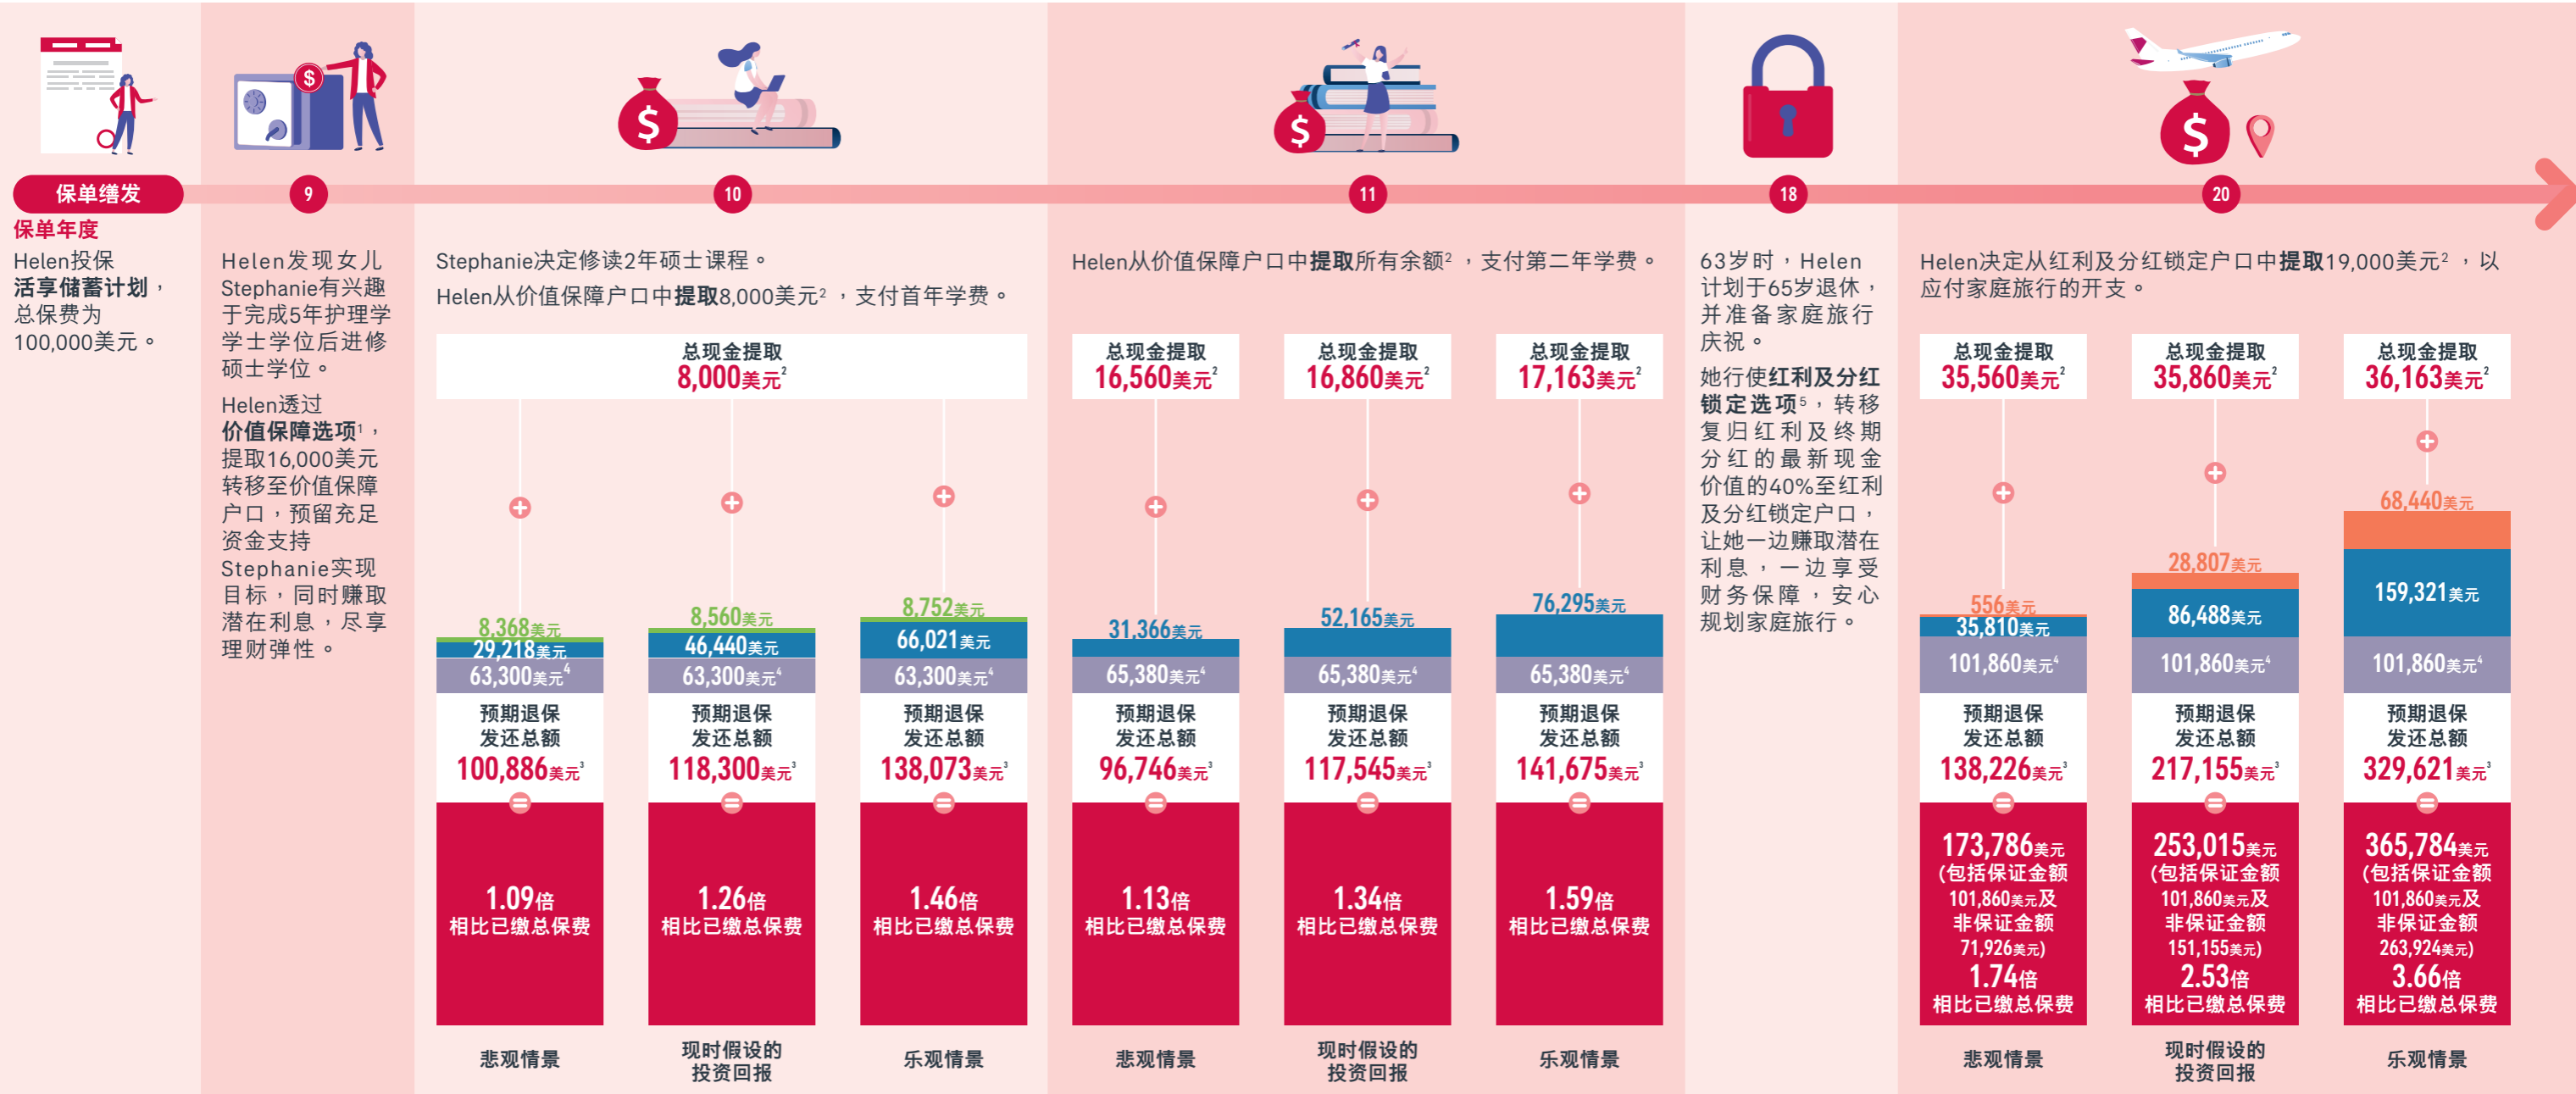 保单缮发
保单年度
Helen投保
活享储蓄计划，
总保费为
100,000美元。
$
9
Helen发现女儿
Stephanie有兴趣
于完成5年护理学
学士学位后进修
硕士学位。
Helen透过
价值保障选项¹，
提取16,000美元
转移至价值保障
户口，预留充足
资金支持
Stephanie实现
目标，同时赚取
潜在利息，尽享
理财弹性。
$
10
Stephanie决定修读2年硕士课程。
Helen从价值保障户口中提取8,000美元²，支付首年学费。
总现金提取
8,000美元²
8,368美元
29,218美元
63,300美元⁴
预期退保
发还总额
100,886美元³
1.09倍
相比已缴总保费
悲观情景
8,560美元
46,440美元
63,300美元⁴
预期退保
发还总额
118,300美元³
1.26倍
相比已缴总保费
现时假设的
投资回报
8,752美元
66,021美元
63,300美元⁴
预期退保
发还总额
138,073美元³
1.46倍
相比已缴总保费
乐观情景
$
11
Helen从价值保障户口中提取所有余额²，支付第二年学费。
总现金提取
16,560美元²
31,366美元
65,380美元⁴
预期退保
发还总额
96,746美元³
1.13倍
相比已缴总保费
悲观情景
总现金提取
16,860美元²
52,165美元
65,380美元⁴
预期退保
发还总额
117,545美元³
1.34倍
相比已缴总保费
现时假设的
投资回报
总现金提取
17,163美元²
76,295美元
65,380美元⁴
预期退保
发还总额
141,675美元³
1.59倍
相比已缴总保费
乐观情景
18
63岁时，Helen
计划于65岁退休，
并准备家庭旅行
庆祝。
她行使红利及分红
锁定选项⁵，转移
复归红利及终期
分红的最新现金
价值的40%至红利
及分红锁定户口，
让她一边赚取潜在
利息，一边享受
财务保障，安心
规划家庭旅行。
$
20
Helen决定从红利及分红锁定户口中提取19,000美元²，以
应付家庭旅行的开支。
总现金提取
35,560美元²
556美元
35,810美元
101,860美元⁴
预期退保
发还总额
138,226美元³
173,786美元
(包括保证金额
101,860美元及
非保证金额
71,926美元)
1.74倍
相比已缴总保费
悲观情景
总现金提取
35,860美元²
28,807美元
86,488美元
101,860美元⁴
预期退保
发还总额
217,155美元³
253,015美元
(包括保证金额
101,860美元及
非保证金额
151,155美元)
2.53倍
相比已缴总保费
现时假设的
投资回报
总现金提取
36,163美元²
68,440美元
159,321美元
101,860美元⁴
预期退保
发还总额
329,621美元³
365,784美元
(包括保证金额
101,860美元及
非保证金额
263,924美元)
3.66倍
相比已缴总保费
乐观情景